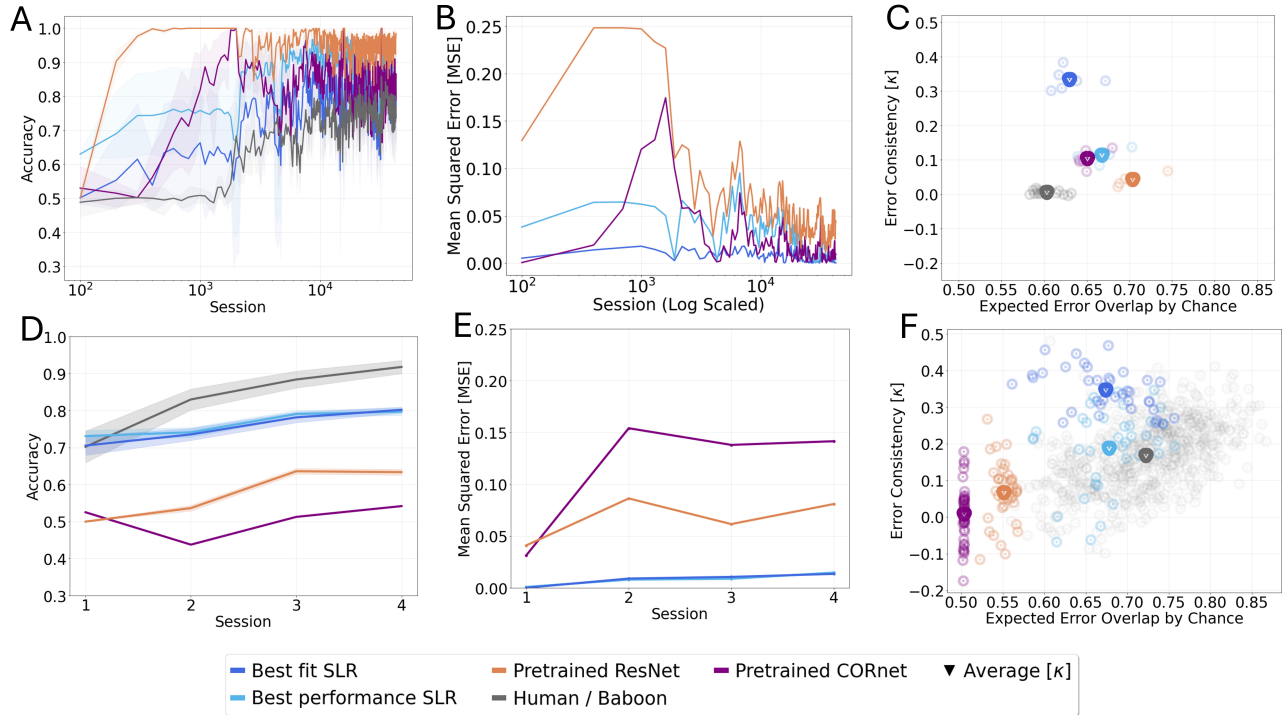 A
1.0
0.9
0.8
0.7
0.6
0.5
0.4
0.3
Accuracy
10²
10³
10⁴
Session
B
0.25
0.20
0.15
0.10
0.05
0.00
Mean Squared Error [MSE]
10²
10³
10⁴
Session (Log Scaled)
C
0.5
0.4
0.3
0.2
0.1
0.0
−0.1
−0.2
Error Consistency [κ]
0.50 0.55 0.60 0.65 0.70 0.75 0.80 0.85
Expected Error Overlap by Chance
D
1.0
0.9
0.8
0.7
0.6
0.5
0.4
0.3
Accuracy
1 2 3 4
Session
E
0.25
0.20
0.15
0.10
0.05
0.00
Mean Squared Error [MSE]
1 2 3 4
Session
F
0.5
0.4
0.3
0.2
0.1
0.0
−0.1
−0.2
Error Consistency [κ]
0.50 0.55 0.60 0.65 0.70 0.75 0.80 0.85
Expected Error Overlap by Chance
Best fit SLR
Pretrained ResNet
Pretrained CORnet
Average [κ]
Best performance SLR
Human / Baboon